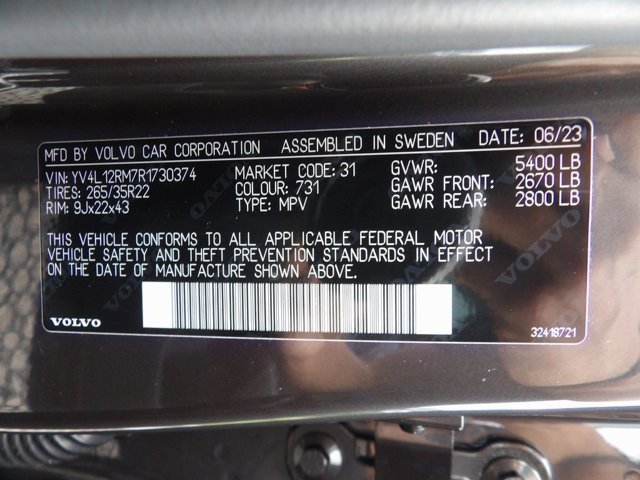 MFD BY VOLVO CAR CORPORATION ASSEMBLED IN SWEDEN DATE: 06/23
VIN: YV4L12RM7R1730374 MARKET CODE: 31 GVWR: 5400 LB
TIRES: 265/35R22 COLOUR: 731 GAWR FRONT: 2670 LB
RIM: 9Jx22x43 TYPE: MPV GAWR REAR: 2800 LB
THIS VEHICLE CONFORMS TO ALL APPLICABLE FEDERAL MOTOR
VEHICLE SAFETY AND THEFT PREVENTION STANDARDS IN EFFECT
ON THE DATE OF MANUFACTURE SHOWN ABOVE.
VOLVO 32418721